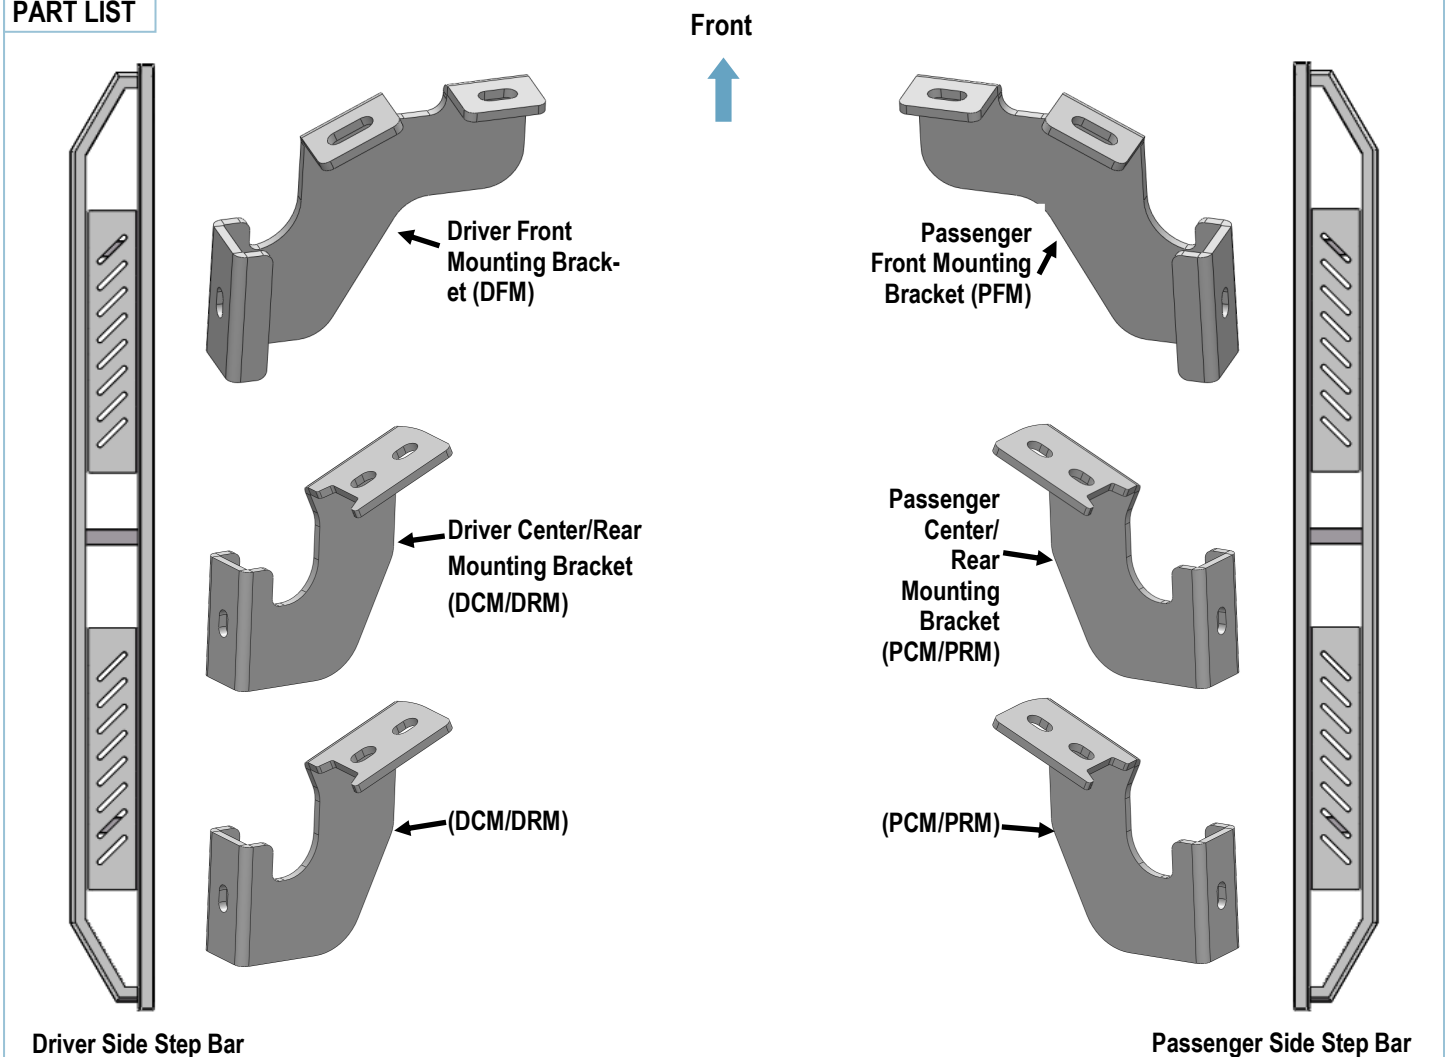 PART LIST
Front
Driver Front
Mounting Brack-
et (DFM)
Passenger
Front Mounting
Bracket (PFM)
Driver Center/Rear
Mounting Bracket
(DCM/DRM)
Passenger
Center/
Rear
Mounting
Bracket
(PCM/PRM)
(DCM/DRM)
(PCM/PRM)
Driver Side Step Bar
Passenger Side Step Bar